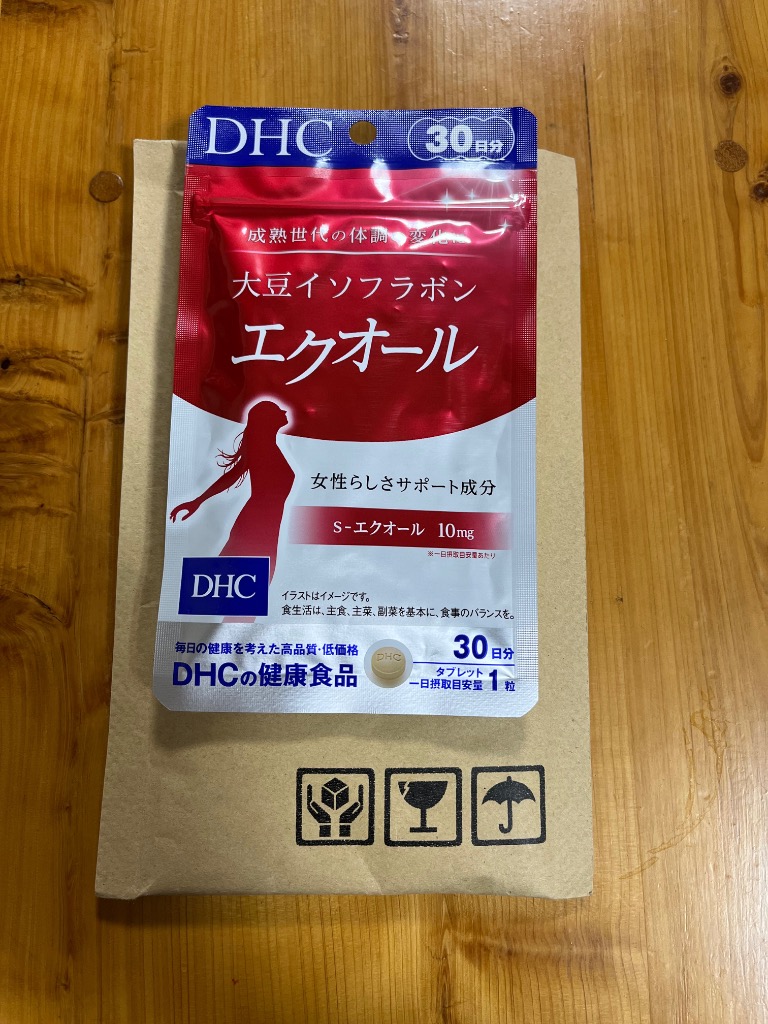 DHC
30日分
成熟世代の体調 変化に
大豆イソフラボン
エクオール
女性らしさサポート成分
S-エクオール 10mg
※一日摂取目安量あたり
DHC
イラストはイメージです。
食生活は、主食、主菜、副菜を基本に、食事のバランスを。
毎日の健康を考えた高品質・低価格
DHCの健康食品
DHC
30日分
タブレット
一日摂取目安量 1粒